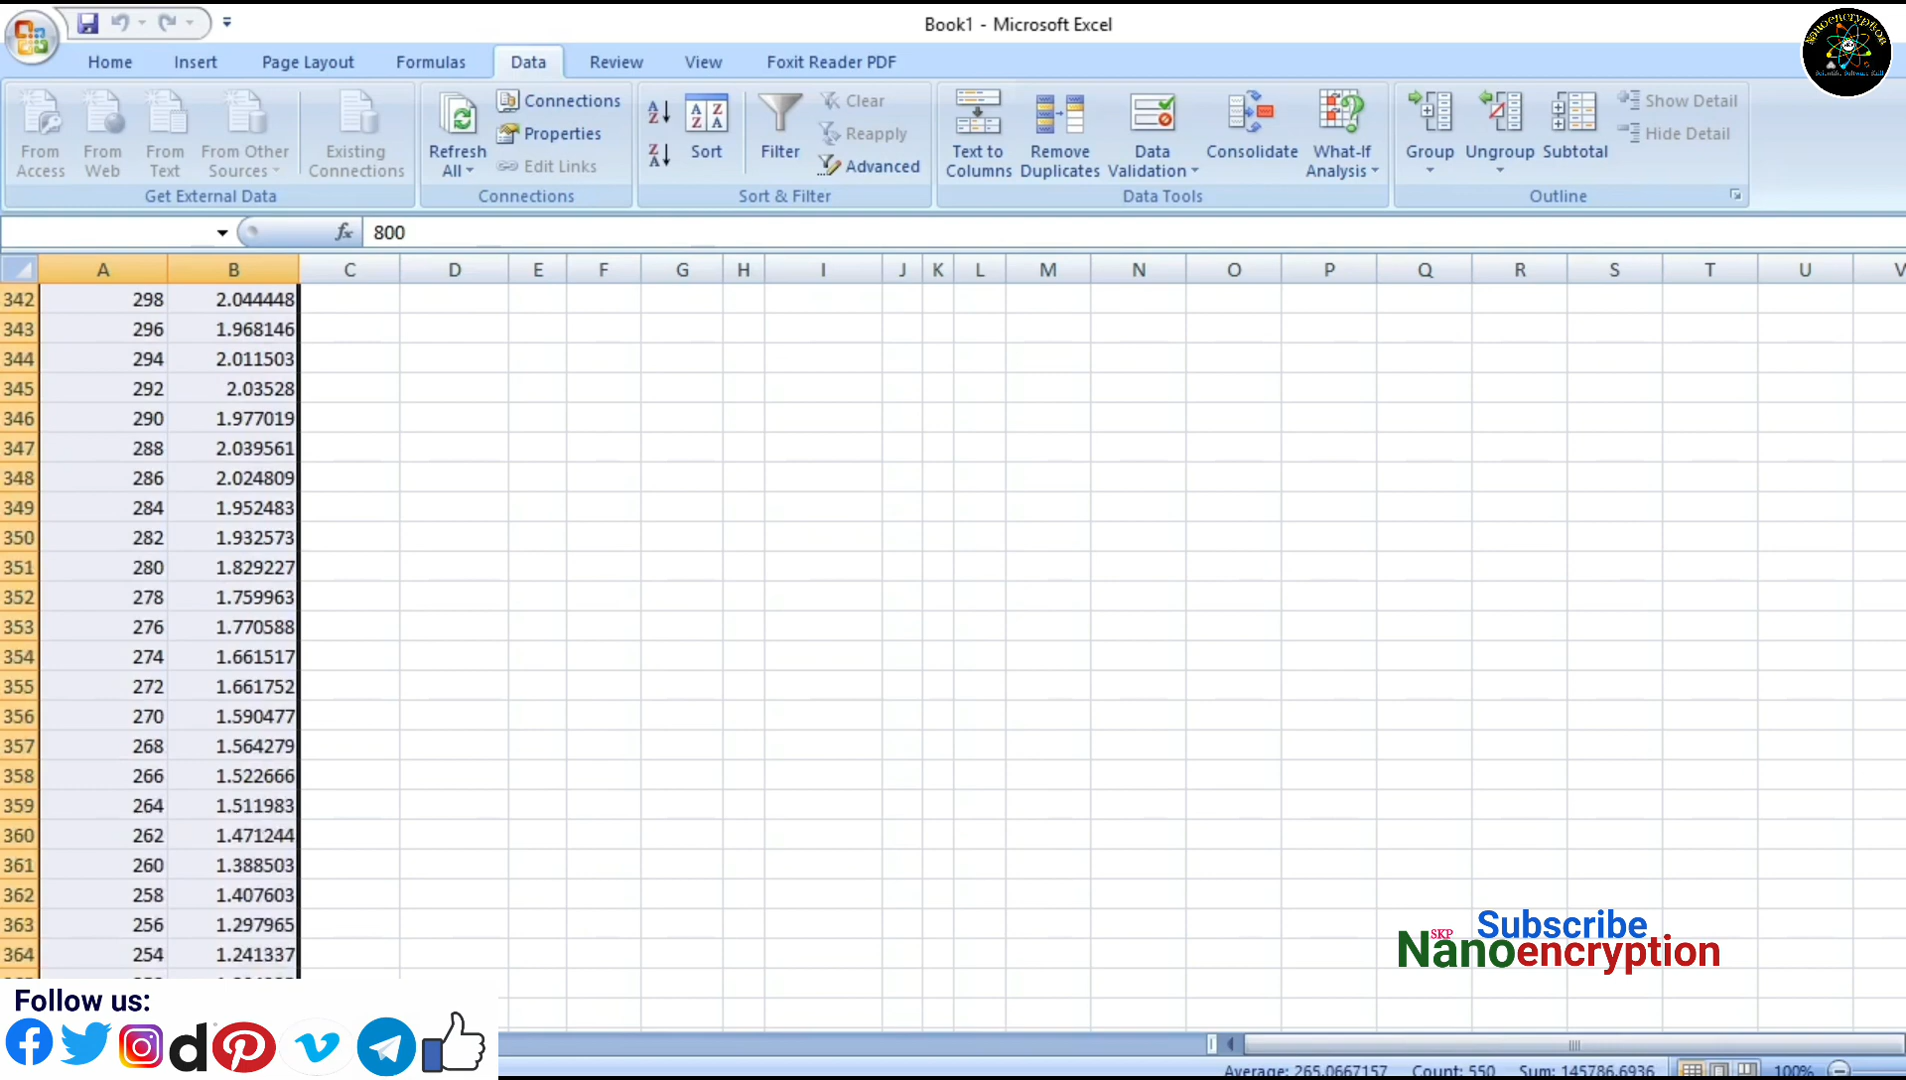 Book1 - Microsoft Excel
Nanoencryption
Home Insert Page Layout Formulas Data Review View Foxit Reader PDF
From Access
From Web
From Text
From Other Sources
Existing Connections
Get External Data
Refresh All
Connections
Properties
Edit Links
Connections
Sort
Filter
Clear
Reapply
Advanced
Sort & Filter
Text to Columns
Remove Duplicates
Data Validation
Consolidate
What-If Analysis
Data Tools
Group
Ungroup
Subtotal
Show Detail
Hide Detail
Outline
fx 800
A B C D E F G H I J K L M N O P Q R S T U V
342 298 2.044448
343 296 1.968146
344 294 2.011503
345 292 2.03528
346 290 1.977019
347 288 2.039561
348 286 2.024809
349 284 1.952483
350 282 1.932573
351 280 1.829227
352 278 1.759963
353 276 1.770588
354 274 1.661517
355 272 1.661752
356 270 1.590477
357 268 1.564279
358 266 1.522666
359 264 1.511983
360 262 1.471244
361 260 1.388503
362 258 1.407603
363 256 1.297965
364 254 1.241337
Subscribe
SKP
Nanoencryption
Follow us:
Average: 265.0667157 Count: 550 Sum: 145786.6936 100%